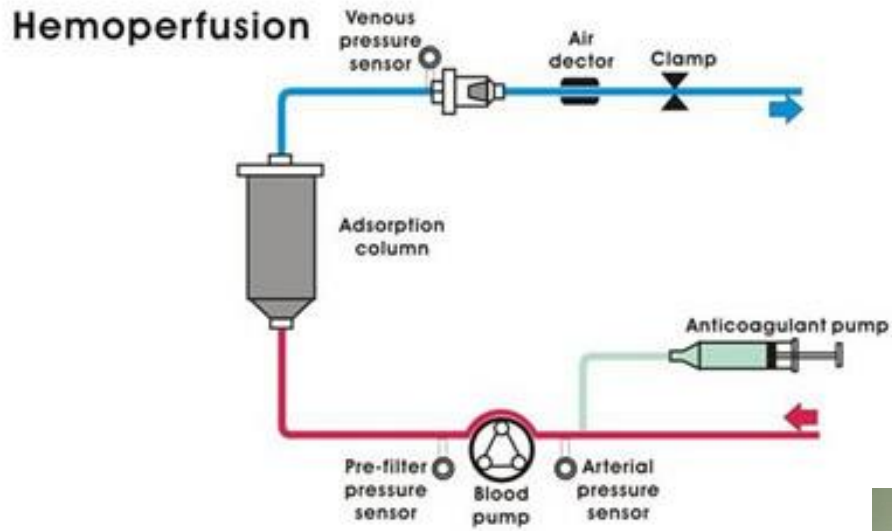 Hemoperfusion
Venous
pressure
sensor
Air
dector
Clamp
Adsorption
column
Anticoagulant pump
Pre-filter
pressure
sensor
Blood
pump
Arterial
pressure
sensor